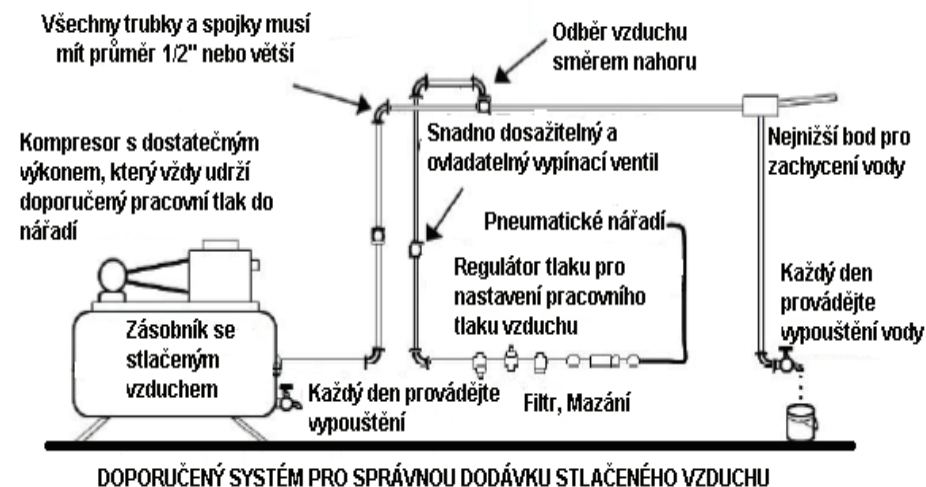 Všechny trubky a spojky musí
mít průměr 1/2" nebo větší
Odběr vzduchu
směrem nahoru
Kompresor s dostatečným
výkonem, který vždy udrží
doporučený pracovní tlak do
nářadí
Snadno dosažitelný a
ovladatelný vypínací ventil
Nejnižší bod pro
zachycení vody
Pneumatické nářadí
Regulátor tlaku pro
nastavení pracovního
tlaku vzduchu
Každý den
provádějte
vypouštění vody
Zásobník se
stlačeným
vzduchem
Každý den provádějte
vypouštění
Filtr, Mazání
DOPORUČENÝ SYSTÉM PRO SPRÁVNOU DODÁVKU STLAČENÉHO VZDUCHU